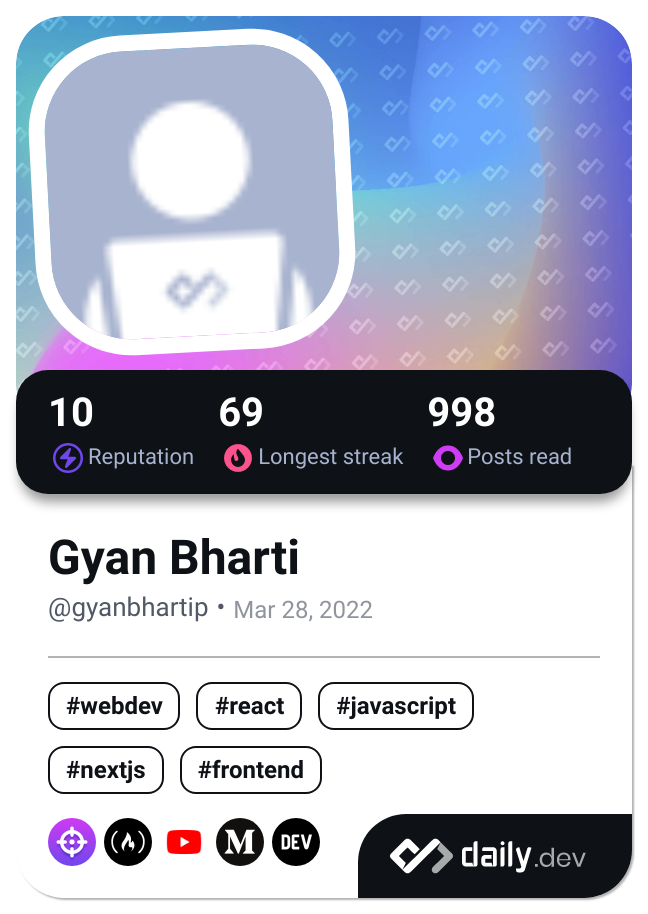 10 69 998
Reputation Longest streak Posts read
Gyan Bharti
@gyanbhartip • Mar 28, 2022
#webdev #react #javascript
#nextjs #frontend
M DEV daily.dev